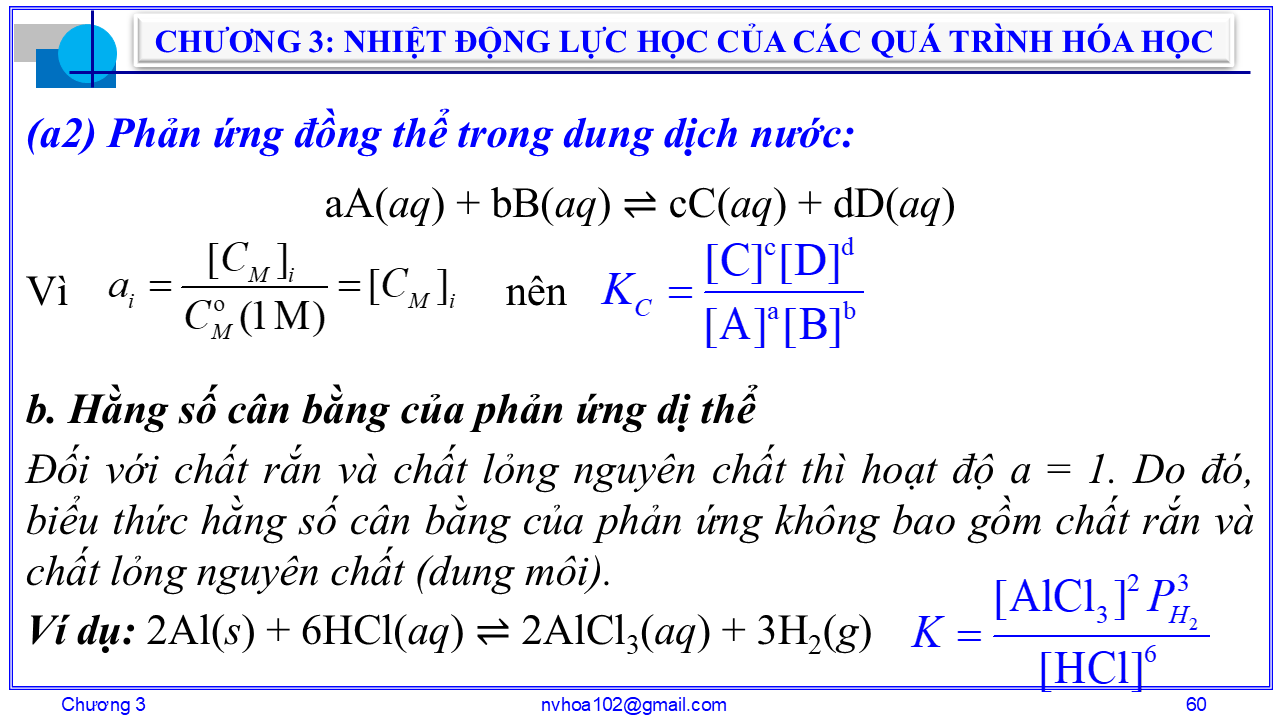 CHƯƠNG 3: NHIỆT ĐỘNG LỰC HỌC CỦA CÁC QUÁ TRÌNH HÓA HỌC
(a2) Phản ứng đồng thể trong dung dịch nước:
aA(aq) + bB(aq) ⇌ cC(aq) + dD(aq)
Vì a_i = [C_M]_i / C_M^o (1 M) = [C_M]_i nên K_C = [C]^c[D]^d / [A]^a[B]^b
b. Hằng số cân bằng của phản ứng dị thể
Đối với chất rắn và chất lỏng nguyên chất thì hoạt độ a = 1. Do đó,
biểu thức hằng số cân bằng của phản ứng không bao gồm chất rắn và
chất lỏng nguyên chất (dung môi).
Ví dụ: 2Al(s) + 6HCl(aq) ⇌ 2AlCl₃(aq) + 3H₂(g) K = [AlCl₃]² P_{H₂}^3 / [HCl]⁶
Chương 3 nvhoa102@gmail.com 60